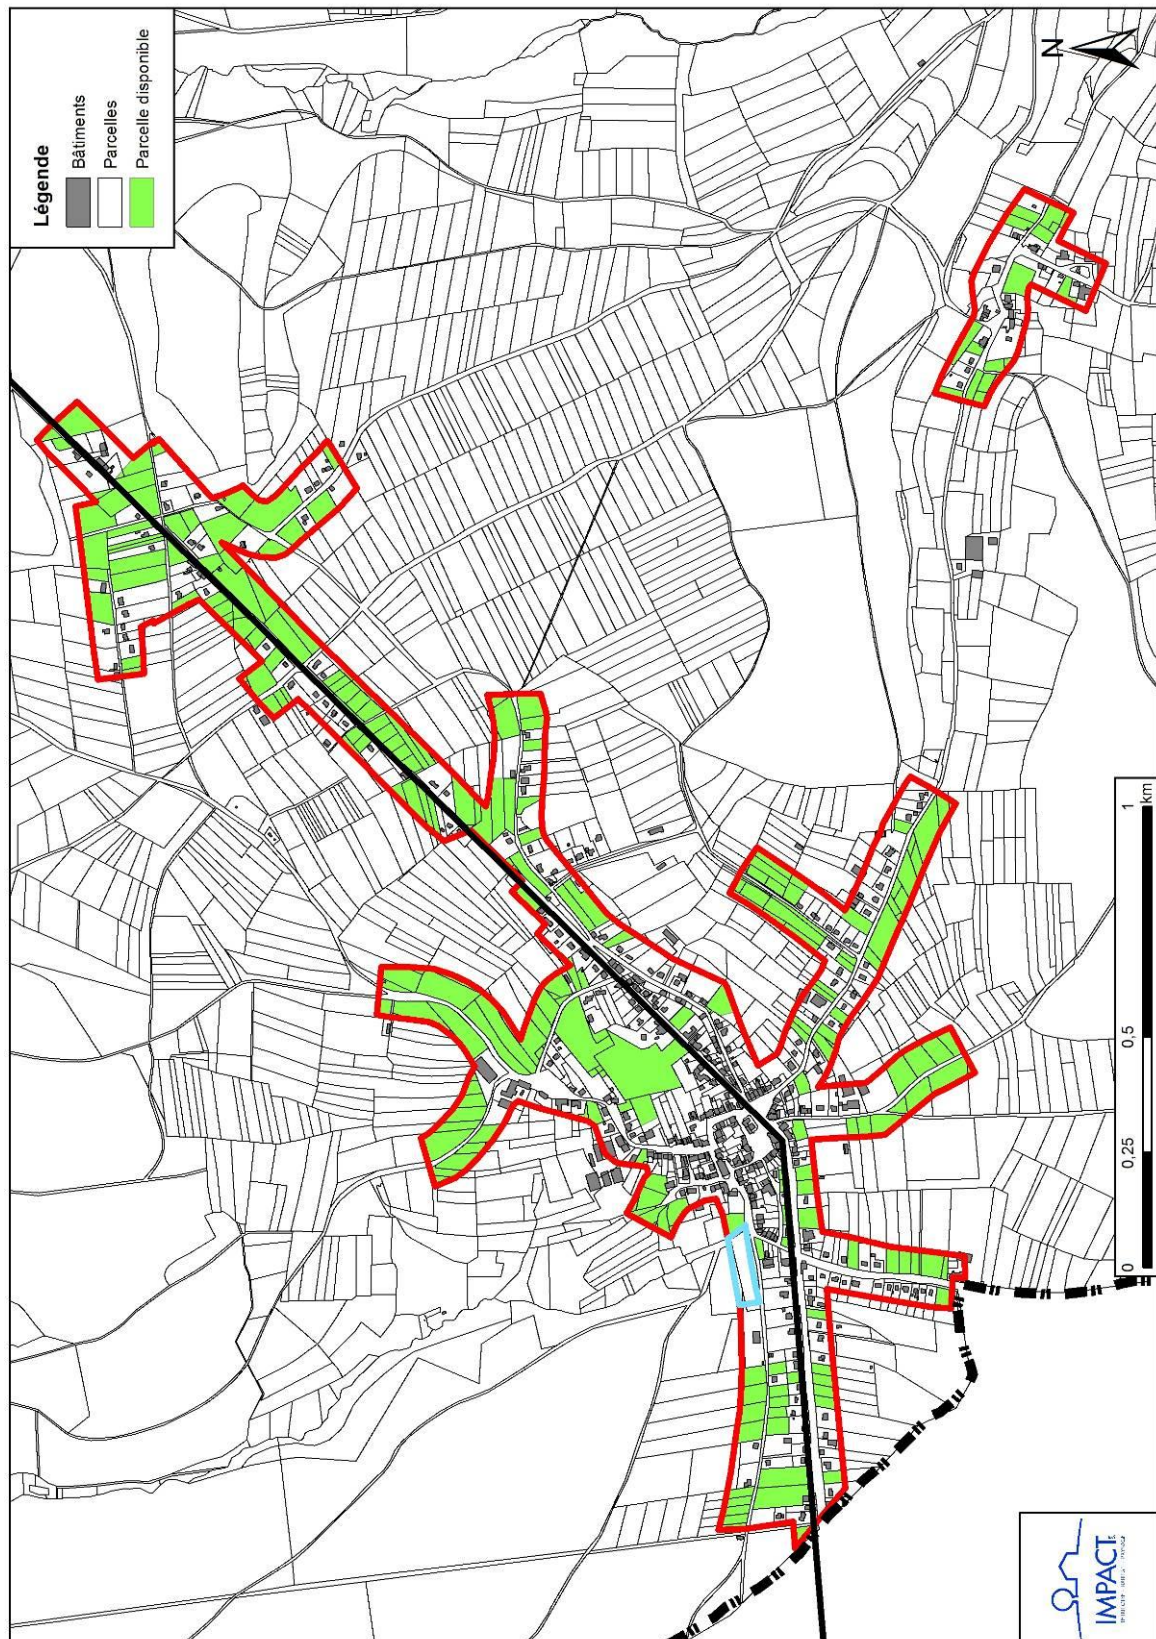 Légende
Bâtiments
Parcelles
Parcelle disponible
N
0 0,25 0,5 1
km
IMPACT